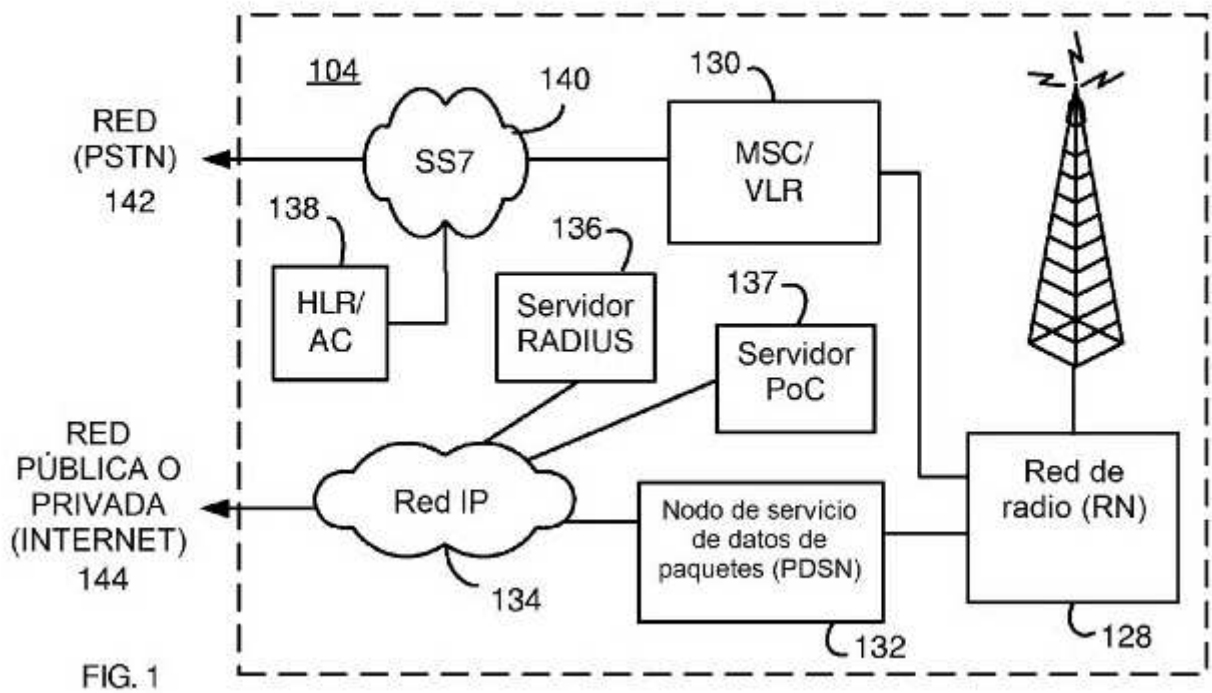 104
140
130
RED
(PSTN)
142
SS7
MSC/
VLR
138
136
HLR/
AC
Servidor
RADIUS
137
Servidor
PoC
RED
PÚBLICA O
PRIVADA
(INTERNET)
144
Red IP
134
Nodo de servicio
de datos de
paquetes (PDSN)
132
Red de
radio (RN)
128
FIG. 1